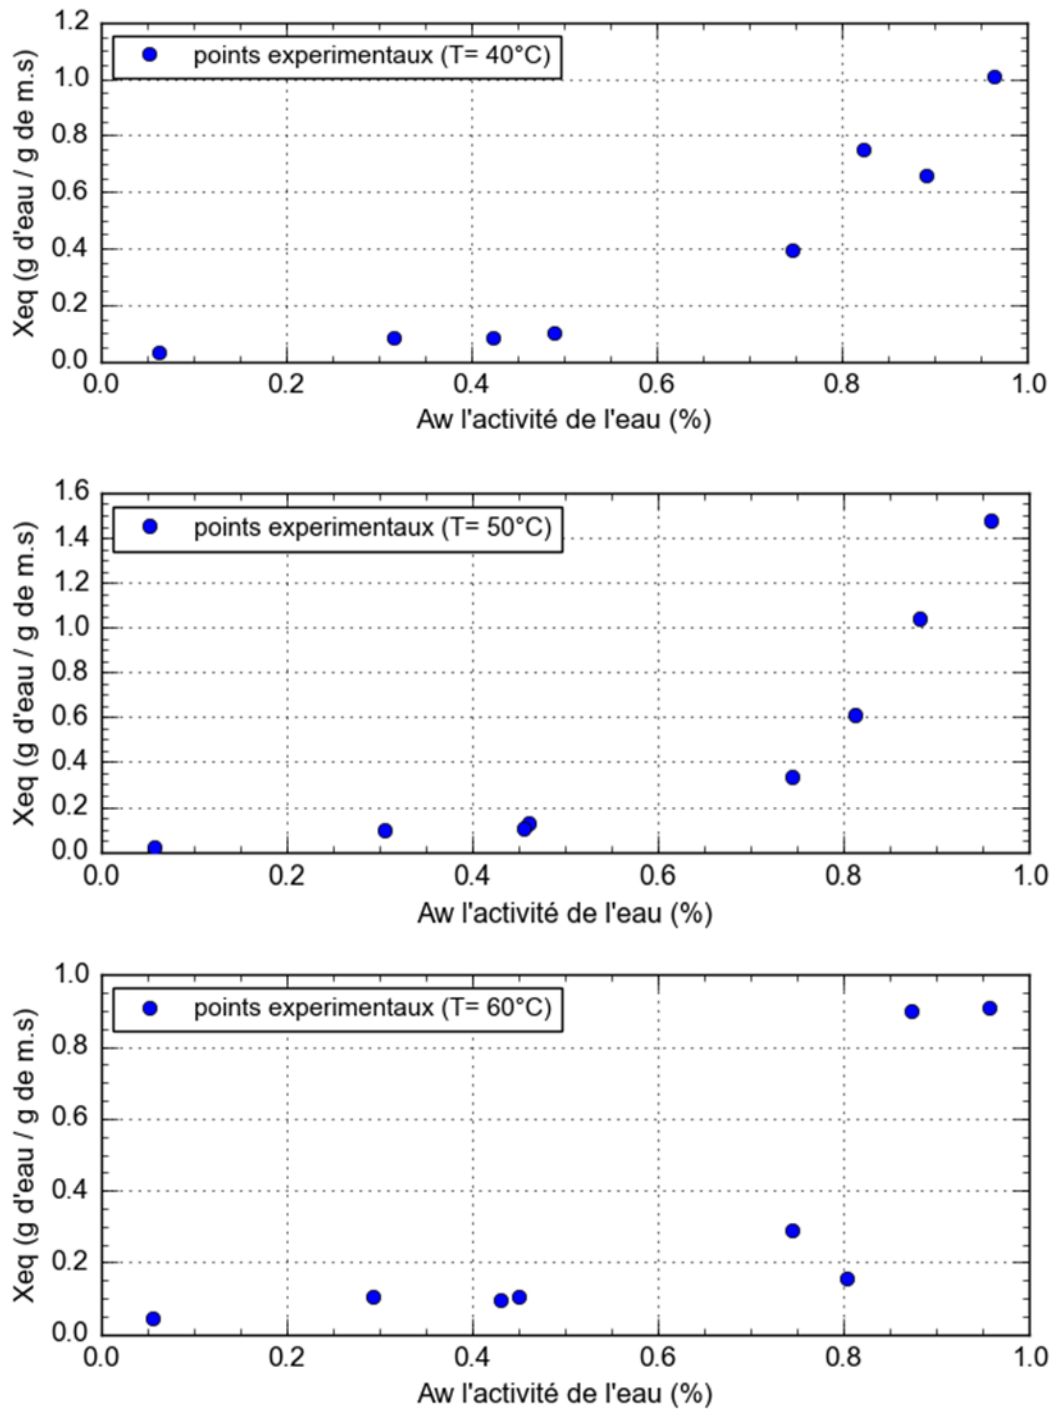 1.2
points experimentaux (T= 40°C)
1.0
0.8
0.6
0.4
0.2
0.0
Xeq (g d'eau / g de m.s)
0.0 0.2 0.4 0.6 0.8 1.0
Aw l'activité de l'eau (%)
1.6
points experimentaux (T= 50°C)
1.4
1.2
1.0
0.8
0.6
0.4
0.2
0.0
Xeq (g d'eau / g de m.s)
0.0 0.2 0.4 0.6 0.8 1.0
Aw l'activité de l'eau (%)
1.0
points experimentaux (T= 60°C)
0.8
0.6
0.4
0.2
0.0
Xeq (g d'eau / g de m.s)
0.0 0.2 0.4 0.6 0.8 1.0
Aw l'activité de l'eau (%)